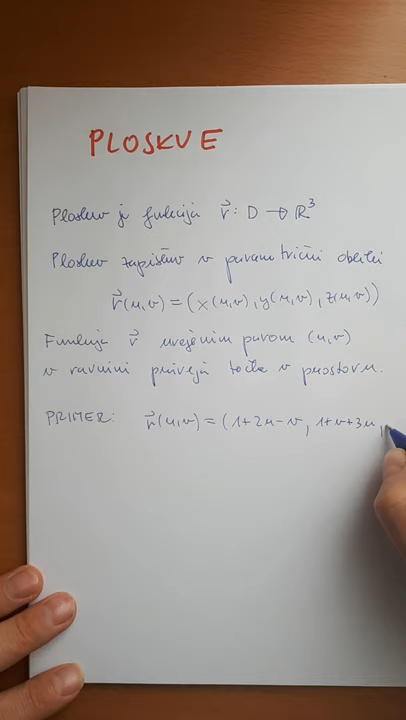 PLOSKVE
Ploskev je funkcija r⃗: D → ℝ³
Ploskev zapišemo v parametrični obliki
r⃗(u,v) = (x(u,v), y(u,v), z(u,v))
Funkcija r⃗ urejenim parom (u,v)
v ravnini priredi točke v prostoru.
PRIMER: r⃗(u,v) = (1+2u-v, 1+v+3u,